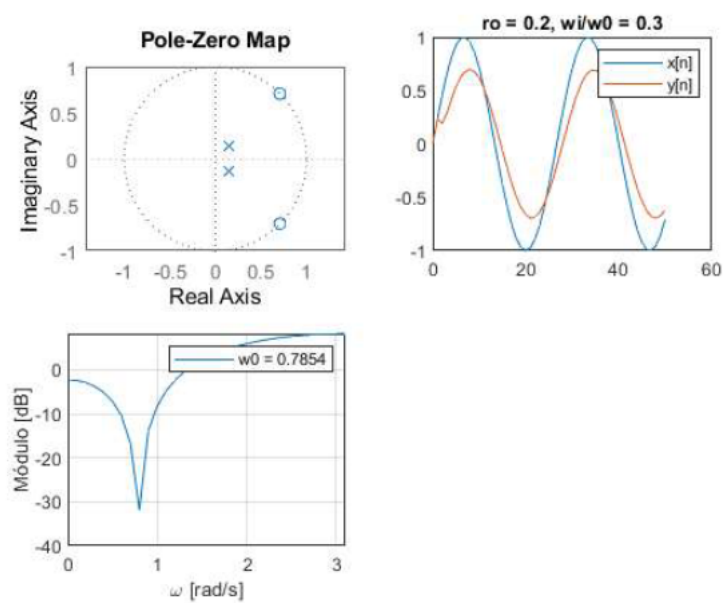 Pole-Zero Map
1
0.5
0
-0.5
-1
-1 -0.5 0 0.5 1
Imaginary Axis
Real Axis
ro = 0.2, wi/w0 = 0.3
x[n]
y[n]
1
0.5
0
-0.5
-1
0 20 40 60
w0 = 0.7854
0
-10
-20
-30
-40
0 1 2 3
Módulo [dB]
ω [rad/s]